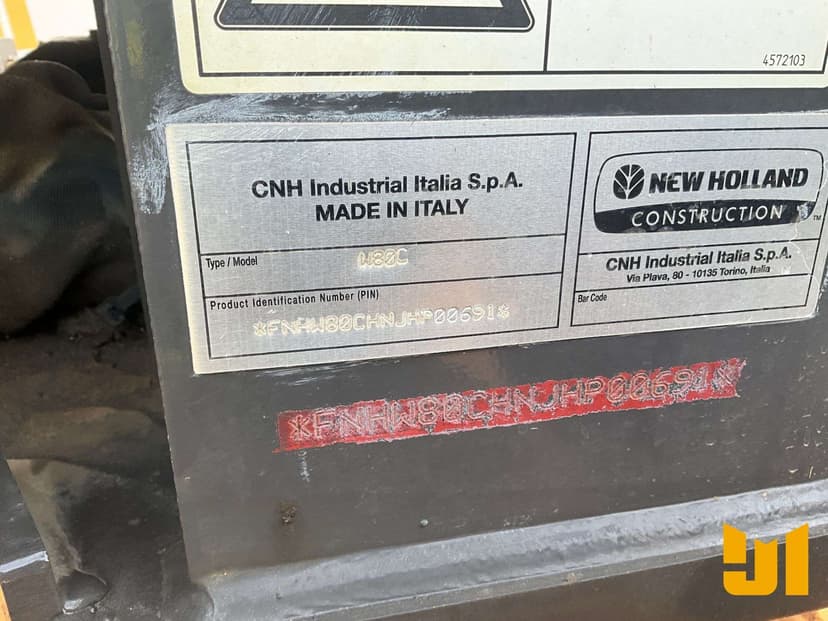 4572103
CNH Industrial Italia S.p.A.
MADE IN ITALY
Type / Model W80C
Product Identification Number (PIN)
*FNHW80CHNJHP00691*
NEW HOLLAND
CONSTRUCTION
TM
CNH Industrial Italia S.p.A.
Via Plava, 80 - 10135 Torino, Italia
Bar Code
*FNHW80CHNJHP00691*